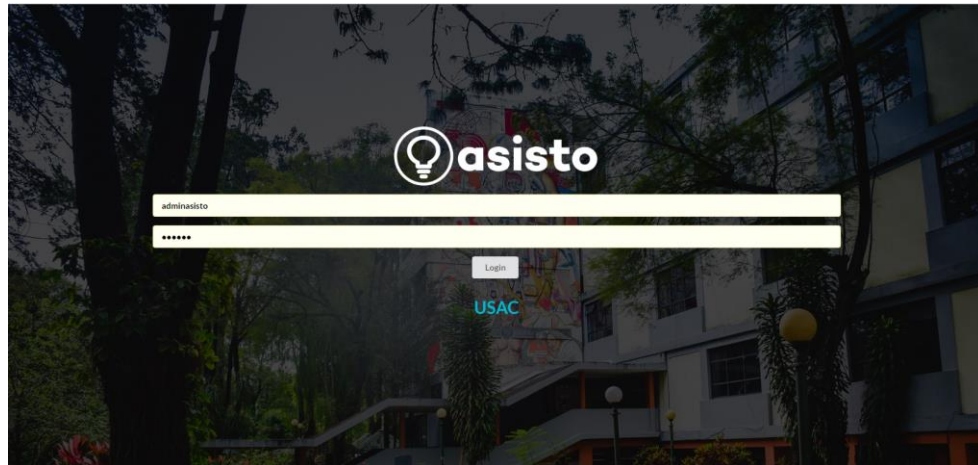 asisto
adminasisto
••••••
Login
USAC